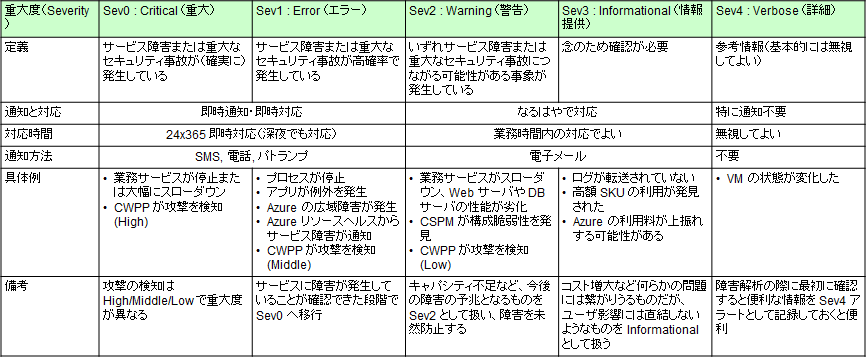 重大度(Severity
)
Sev0 : Critical (重大)
Sev1 : Error (エラー)
Sev2 : Warning (警告)
Sev3 : Informational (情報
提供)
Sev4 : Verbose (詳細)
定義
サービス障害または重大な
セキュリティ事故が(確実に)
発生している
サービス障害または重大な
セキュリティ事故が高確率で
発生している
いずれサービス障害または
重大なセキュリティ事故につ
ながる可能性がある事象が
発生している
念のため確認が必要
参考情報(基本的には無視
してよい)
通知と対応
即時通知・即時対応
なるはやで対応
特に通知不要
対応時間
24x365 即時対応(深夜でも対応)
業務時間内の対応でよい
無視してよい
通知方法
SMS, 電話, パトランプ
電子メール
不要
具体例
• 業務サービスが停止また
は大幅にスローダウン
• CWPP が攻撃を検知
(High)
• プロセスが停止
• アプリが例外を発生
• Azure の広域障害が発生
• Azure リソースヘルスから
サービス障害が通知
• CWPP が攻撃を検知
(Middle)
• 業務サービスがスローダ
ウン、Web サーバや DB
サーバの性能が劣化
• CSPM が構成脆弱性を発
見
• CWPP が攻撃を検知
(Low)
• ログが転送されていない
• 高額 SKU の利用が発見
された
• Azure の利用料が上振れ
する可能性がある
• VM の状態が変化した
備考
攻撃の検知は
High/Middle/Low で重大度
が異なる
サービスに障害が発生して
いることが確認できた段階で
Sev0 へ移行
キャパシティ不足など、今後
の障害の予兆となるものを
Sev2 として扱い、障害を未
然防止する
コスト増大など何らかの問題
には繋がりうるものだが、
ユーザ影響には直結しない
ようなものを Informational
として扱う
障害解析の際に最初に確認
すると便利な情報を Sev4 ア
ラートとして記録しておくと便
利